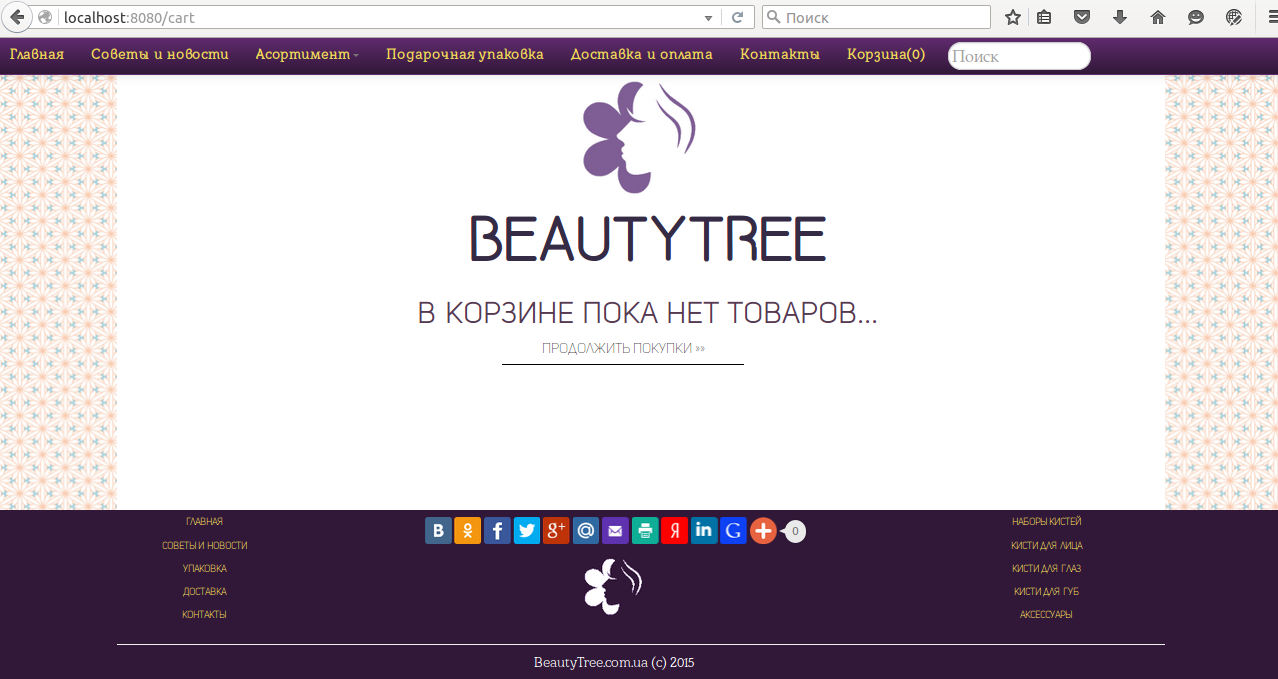 localhost:8080/cart
Поиск
Главная Советы и новости Асортимент Подарочная упаковка Доставка и оплата Контакты Корзина(0) Поиск
BEAUTYTREE
В КОРЗИНЕ ПОКА НЕТ ТОВАРОВ...
ПРОДОЛЖИТЬ ПОКУПКИ »»
ГЛАВНАЯ
СОВЕТЫ И НОВОСТИ
УПАКОВКА
ДОСТАВКА
КОНТАКТЫ
В f g+ @ Я in G + 0
НАБОРЫ КИСТЕЙ
КИСТИ ДЛЯ ЛИЦА
КИСТИ ДЛЯ ГЛАЗ
КИСТИ ДЛЯ ГУБ
АКСЕССУАРЫ
BeautyTree.com.ua (c) 2015